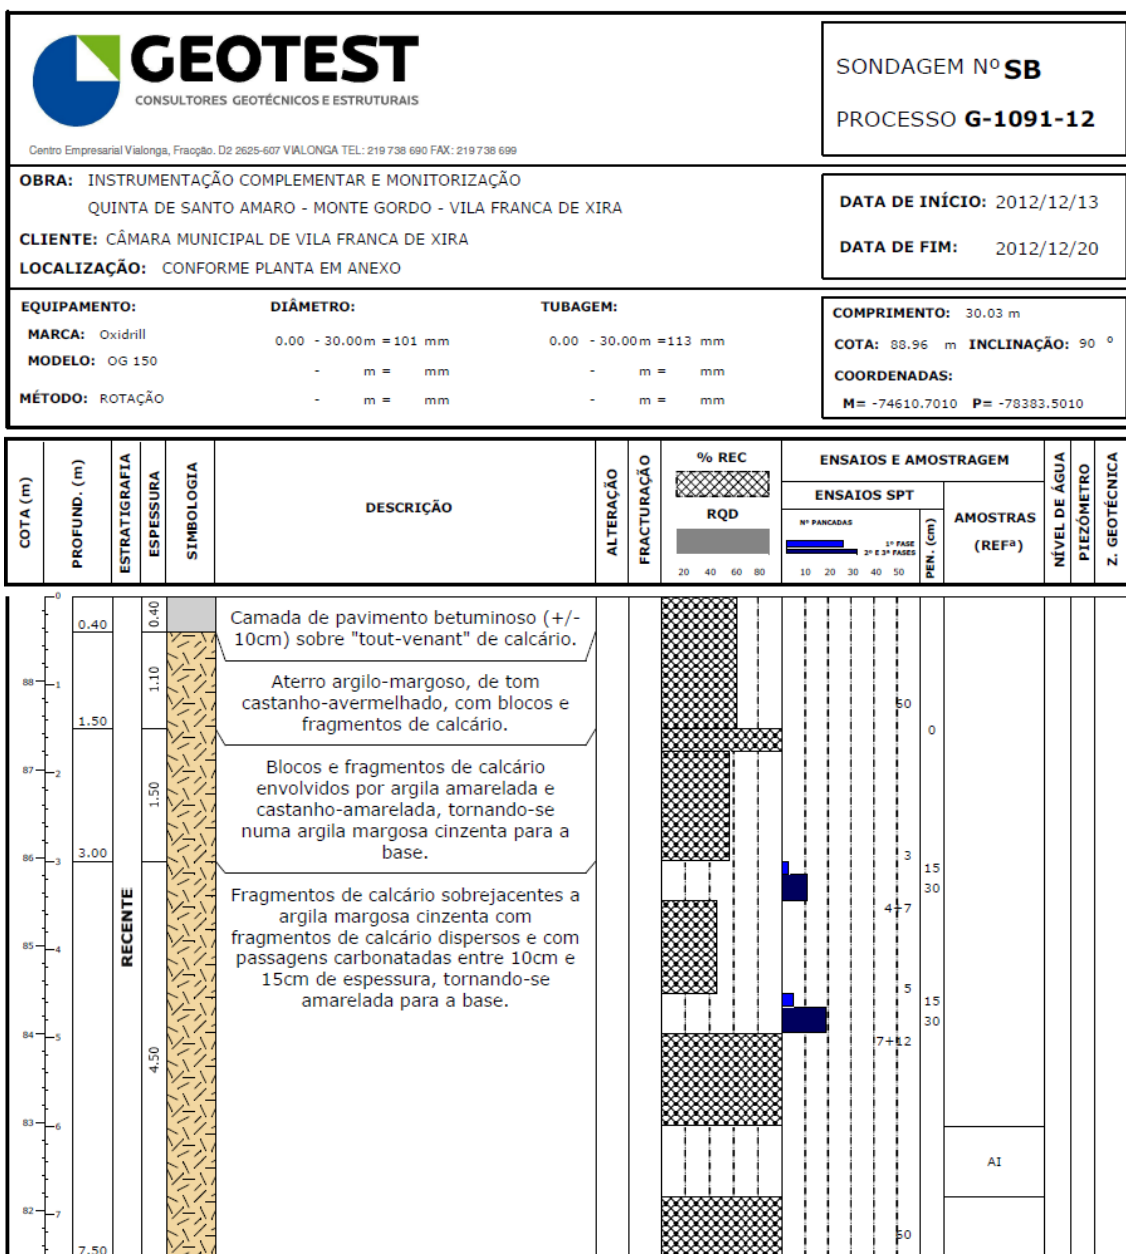 GEOTEST
CONSULTORES GEOTÉCNICOS E ESTRUTURAIS
Centro Empresarial Vialonga, Fracção. D2 2625-607 VIALONGA TEL: 219 738 690 FAX: 219 738 699
SONDAGEM Nº SB
PROCESSO G-1091-12
OBRA: INSTRUMENTAÇÃO COMPLEMENTAR E MONITORIZAÇÃO
QUINTA DE SANTO AMARO - MONTE GORDO - VILA FRANCA DE XIRA
CLIENTE: CÂMARA MUNICIPAL DE VILA FRANCA DE XIRA
LOCALIZAÇÃO: CONFORME PLANTA EM ANEXO
DATA DE INÍCIO: 2012/12/13
DATA DE FIM: 2012/12/20
EQUIPAMENTO:
MARCA: Oxidrill
MODELO: OG 150
MÉTODO: ROTAÇÃO
DIÂMETRO:
0.00 - 30.00m =101 mm
- m = mm
- m = mm
TUBAGEM:
0.00 - 30.00m =113 mm
- m = mm
- m = mm
COMPRIMENTO: 30.03 m
COTA: 88.96 m INCLINAÇÃO: 90 º
COORDENADAS:
M= -74610.7010 P= -78383.5010
COTA (m)
PROFUND. (m)
ESTRATIGRAFIA
ESPESSURA
SIMBOLOGIA
DESCRIÇÃO
ALTERAÇÃO
FRACTURAÇÃO
% REC
RQD
20 40 60 80
ENSAIOS E AMOSTRAGEM
ENSAIOS SPT
Nº PANCADAS
1ª FASE
2ª E 3ª FASES
10 20 30 40 50
PEN. (cm)
AMOSTRAS
(REFª)
NÍVEL DE ÁGUA
PIEZÓMETRO
Z. GEOTÉCNICA
0
0.40
0.40
Camada de pavimento betuminoso (+/-
10cm) sobre "tout-venant" de calcário.
88
1
1.50
1.10
Aterro argilo-margoso, de tom
castanho-avermelhado, com blocos e
fragmentos de calcário.
50
0
87
2
1.50
Blocos e fragmentos de calcário
envolvidos por argila amarelada e
castanho-amarelada, tornando-se
numa argila margosa cinzenta para a
base.
86
3
3.00
3
15
30
4+7
RECENTE
Fragmentos de calcário sobrejacentes a
argila margosa cinzenta com
fragmentos de calcário dispersos e com
passagens carbonatadas entre 10cm e
15cm de espessura, tornando-se
amarelada para a base.
85
4
5
15
30
7+12
84
5
4.50
83
6
AI
82
7
50
7.50